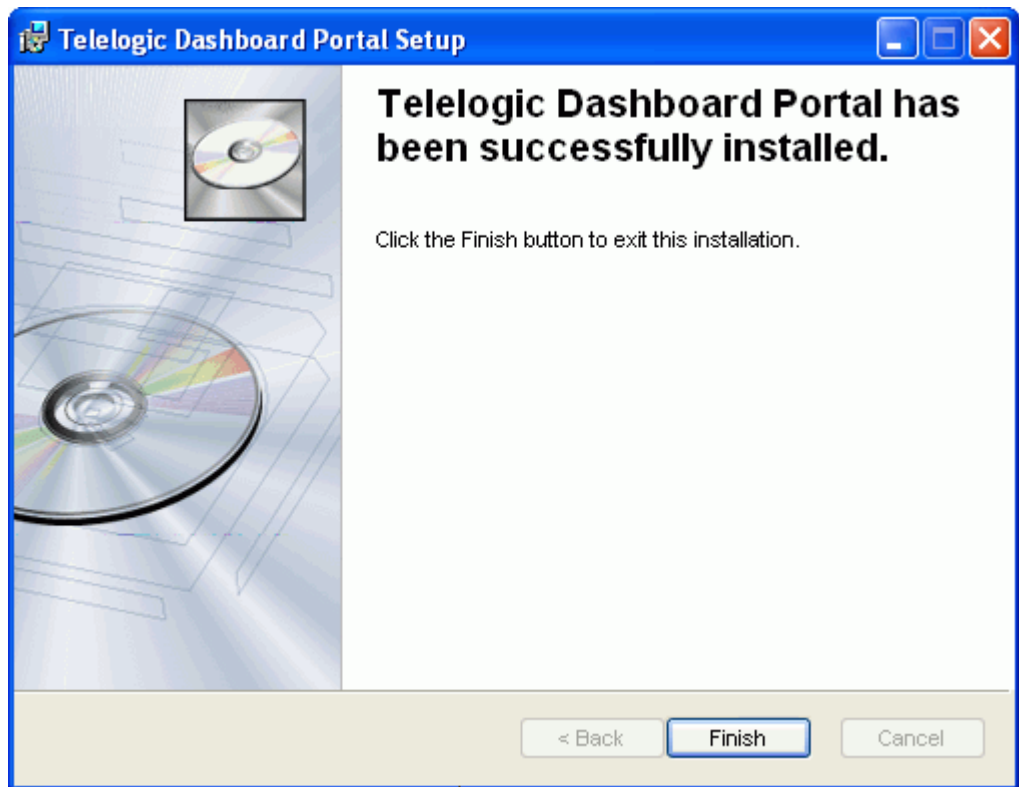 Telelogic Dashboard Portal Setup
Telelogic Dashboard Portal has
been successfully installed.
Click the Finish button to exit this installation.
< Back
Finish
Cancel